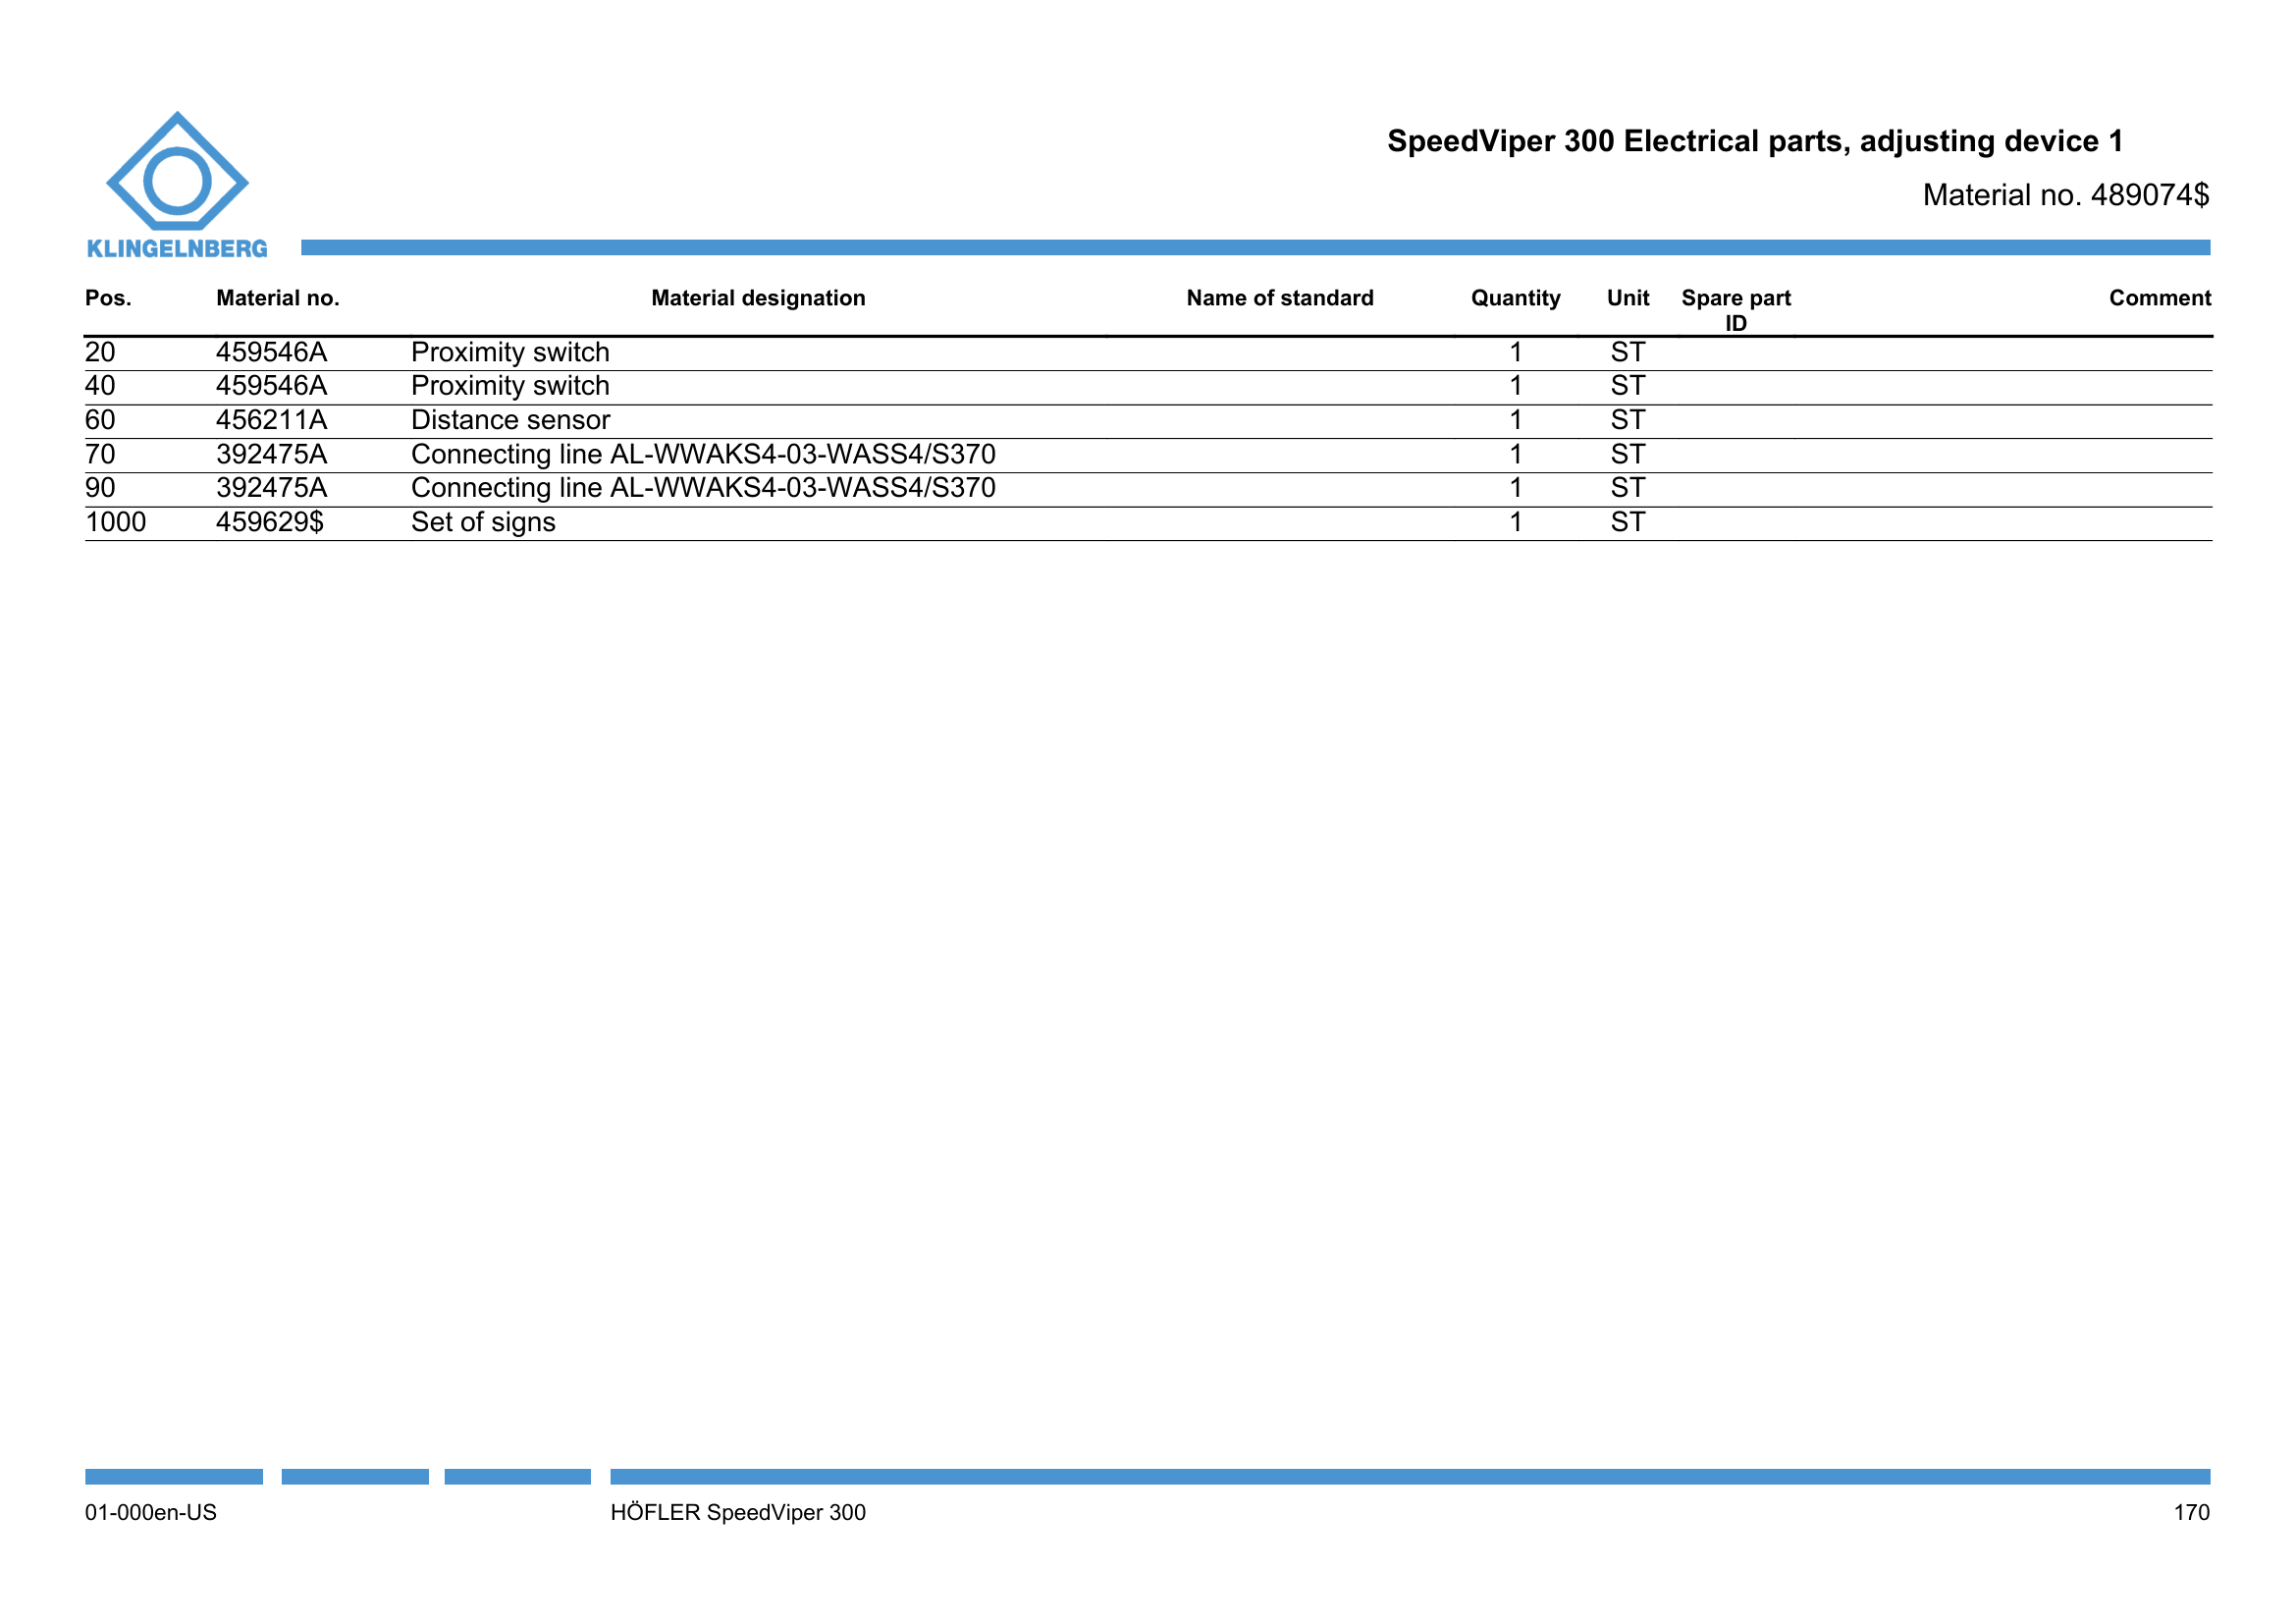 SpeedViper 300 Electrical parts, adjusting device 1
Material no. 489074$
KLINGELNBERG
Pos. Material no. Material designation Name of standard Quantity Unit Spare part ID Comment
20 459546A Proximity switch 1 ST
40 459546A Proximity switch 1 ST
60 456211A Distance sensor 1 ST
70 392475A Connecting line AL-WWAKS4-03-WASS4/S370 1 ST
90 392475A Connecting line AL-WWAKS4-03-WASS4/S370 1 ST
1000 459629$ Set of signs 1 ST
01-000en-US HÖFLER SpeedViper 300 170